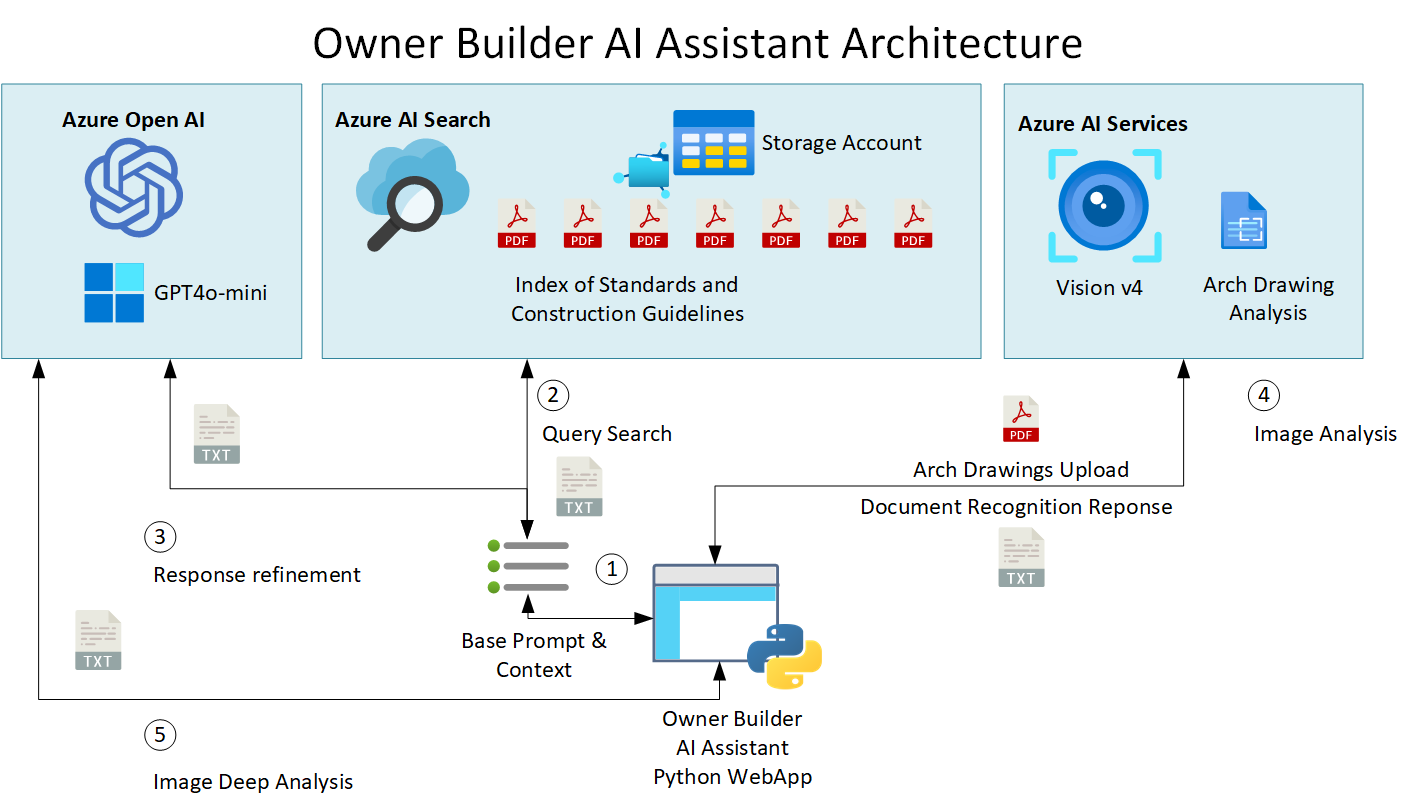 Owner Builder AI Assistant Architecture
Azure Open AI
GPT4o-mini
Azure AI Search
Storage Account
PDF
PDF
PDF
PDF
PDF
PDF
PDF
Index of Standards and
Construction Guidelines
Azure AI Services
Vision v4
Arch Drawing
Analysis
TXT
2
Query Search
TXT
PDF
Arch Drawings Upload
Document Recognition Reponse
TXT
4
Image Analysis
3
Response refinement
TXT
1
Base Prompt &
Context
Owner Builder
AI Assistant
Python WebApp
5
Image Deep Analysis